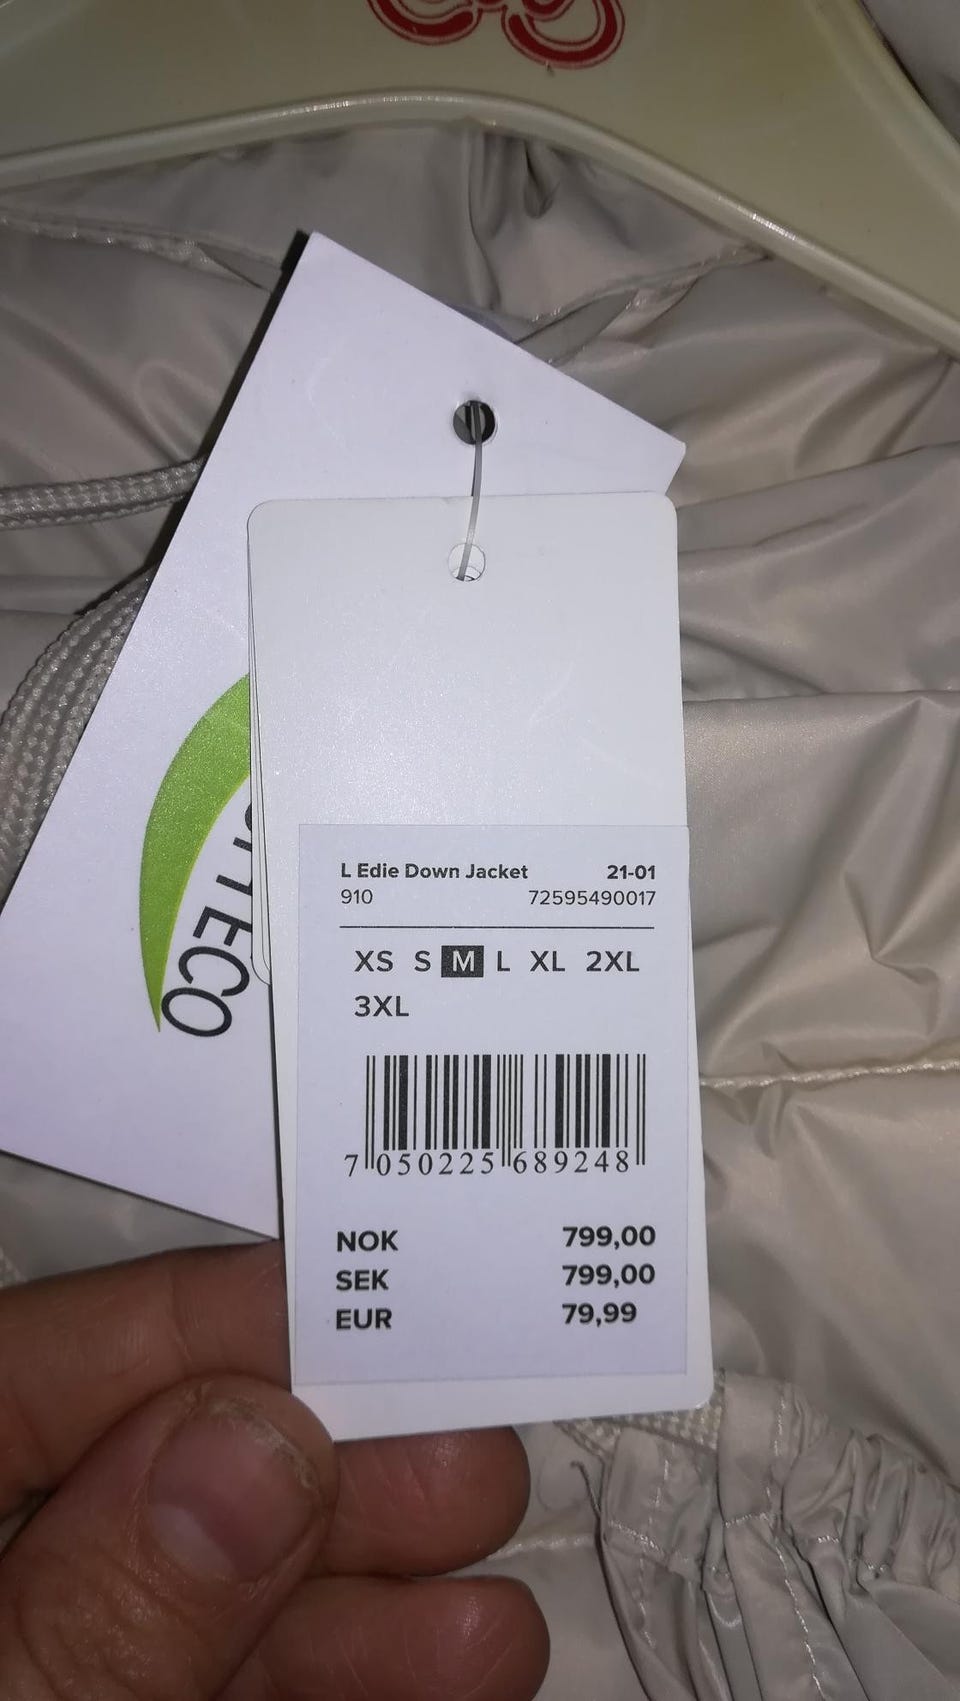 L Edie Down Jacket 21-01
910 72595490017
XS S M L XL 2XL
3XL
7 050225 689248
NOK 799,00
SEK 799,00
EUR 79,99